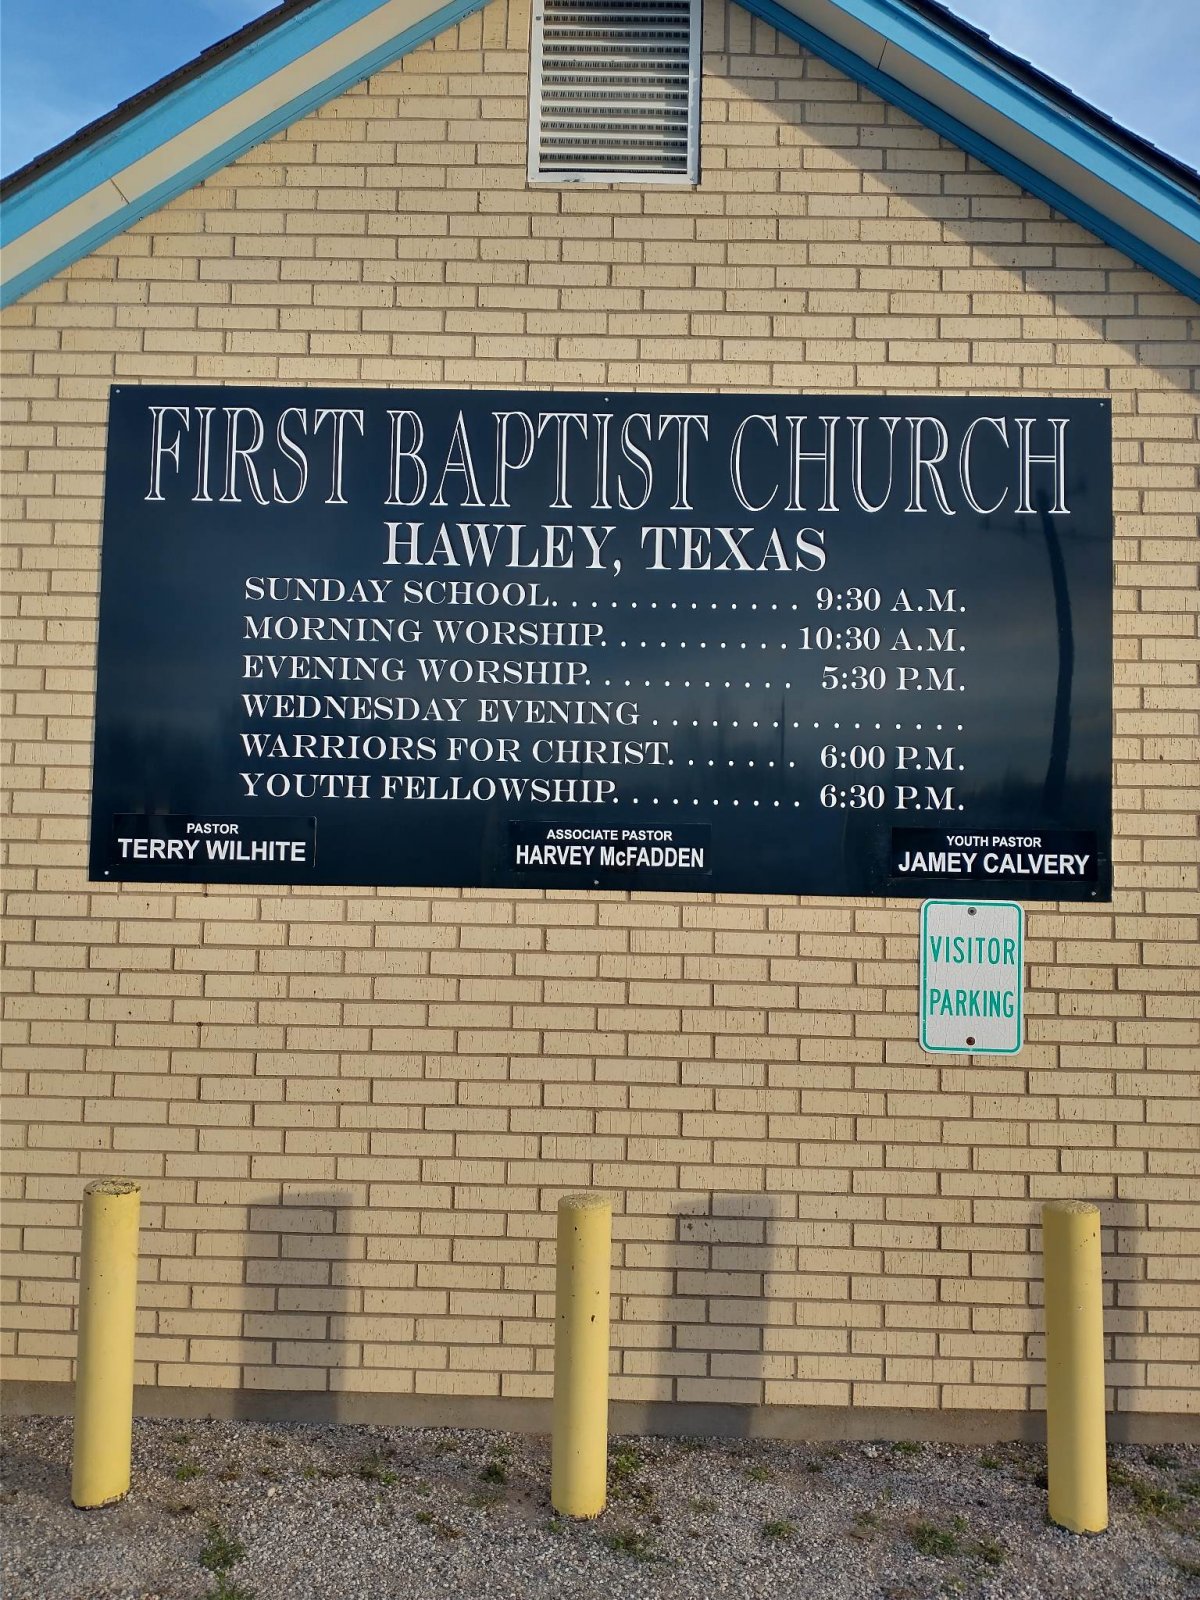 FIRST BAPTIST CHURCH
HAWLEY, TEXAS
SUNDAY SCHOOL. . . . . . . . . . . . . 9:30 A.M.
MORNING WORSHIP. . . . . . . . . . 10:30 A.M.
EVENING WORSHIP. . . . . . . . . . . 5:30 P.M.
WEDNESDAY EVENING . . . . . . . . . . . . . . . .
WARRIORS FOR CHRIST. . . . . . . 6:00 P.M.
YOUTH FELLOWSHIP. . . . . . . . . . 6:30 P.M.
PASTOR
TERRY WILHITE
ASSOCIATE PASTOR
HARVEY McFADDEN
YOUTH PASTOR
JAMEY CALVERY
VISITOR
PARKING